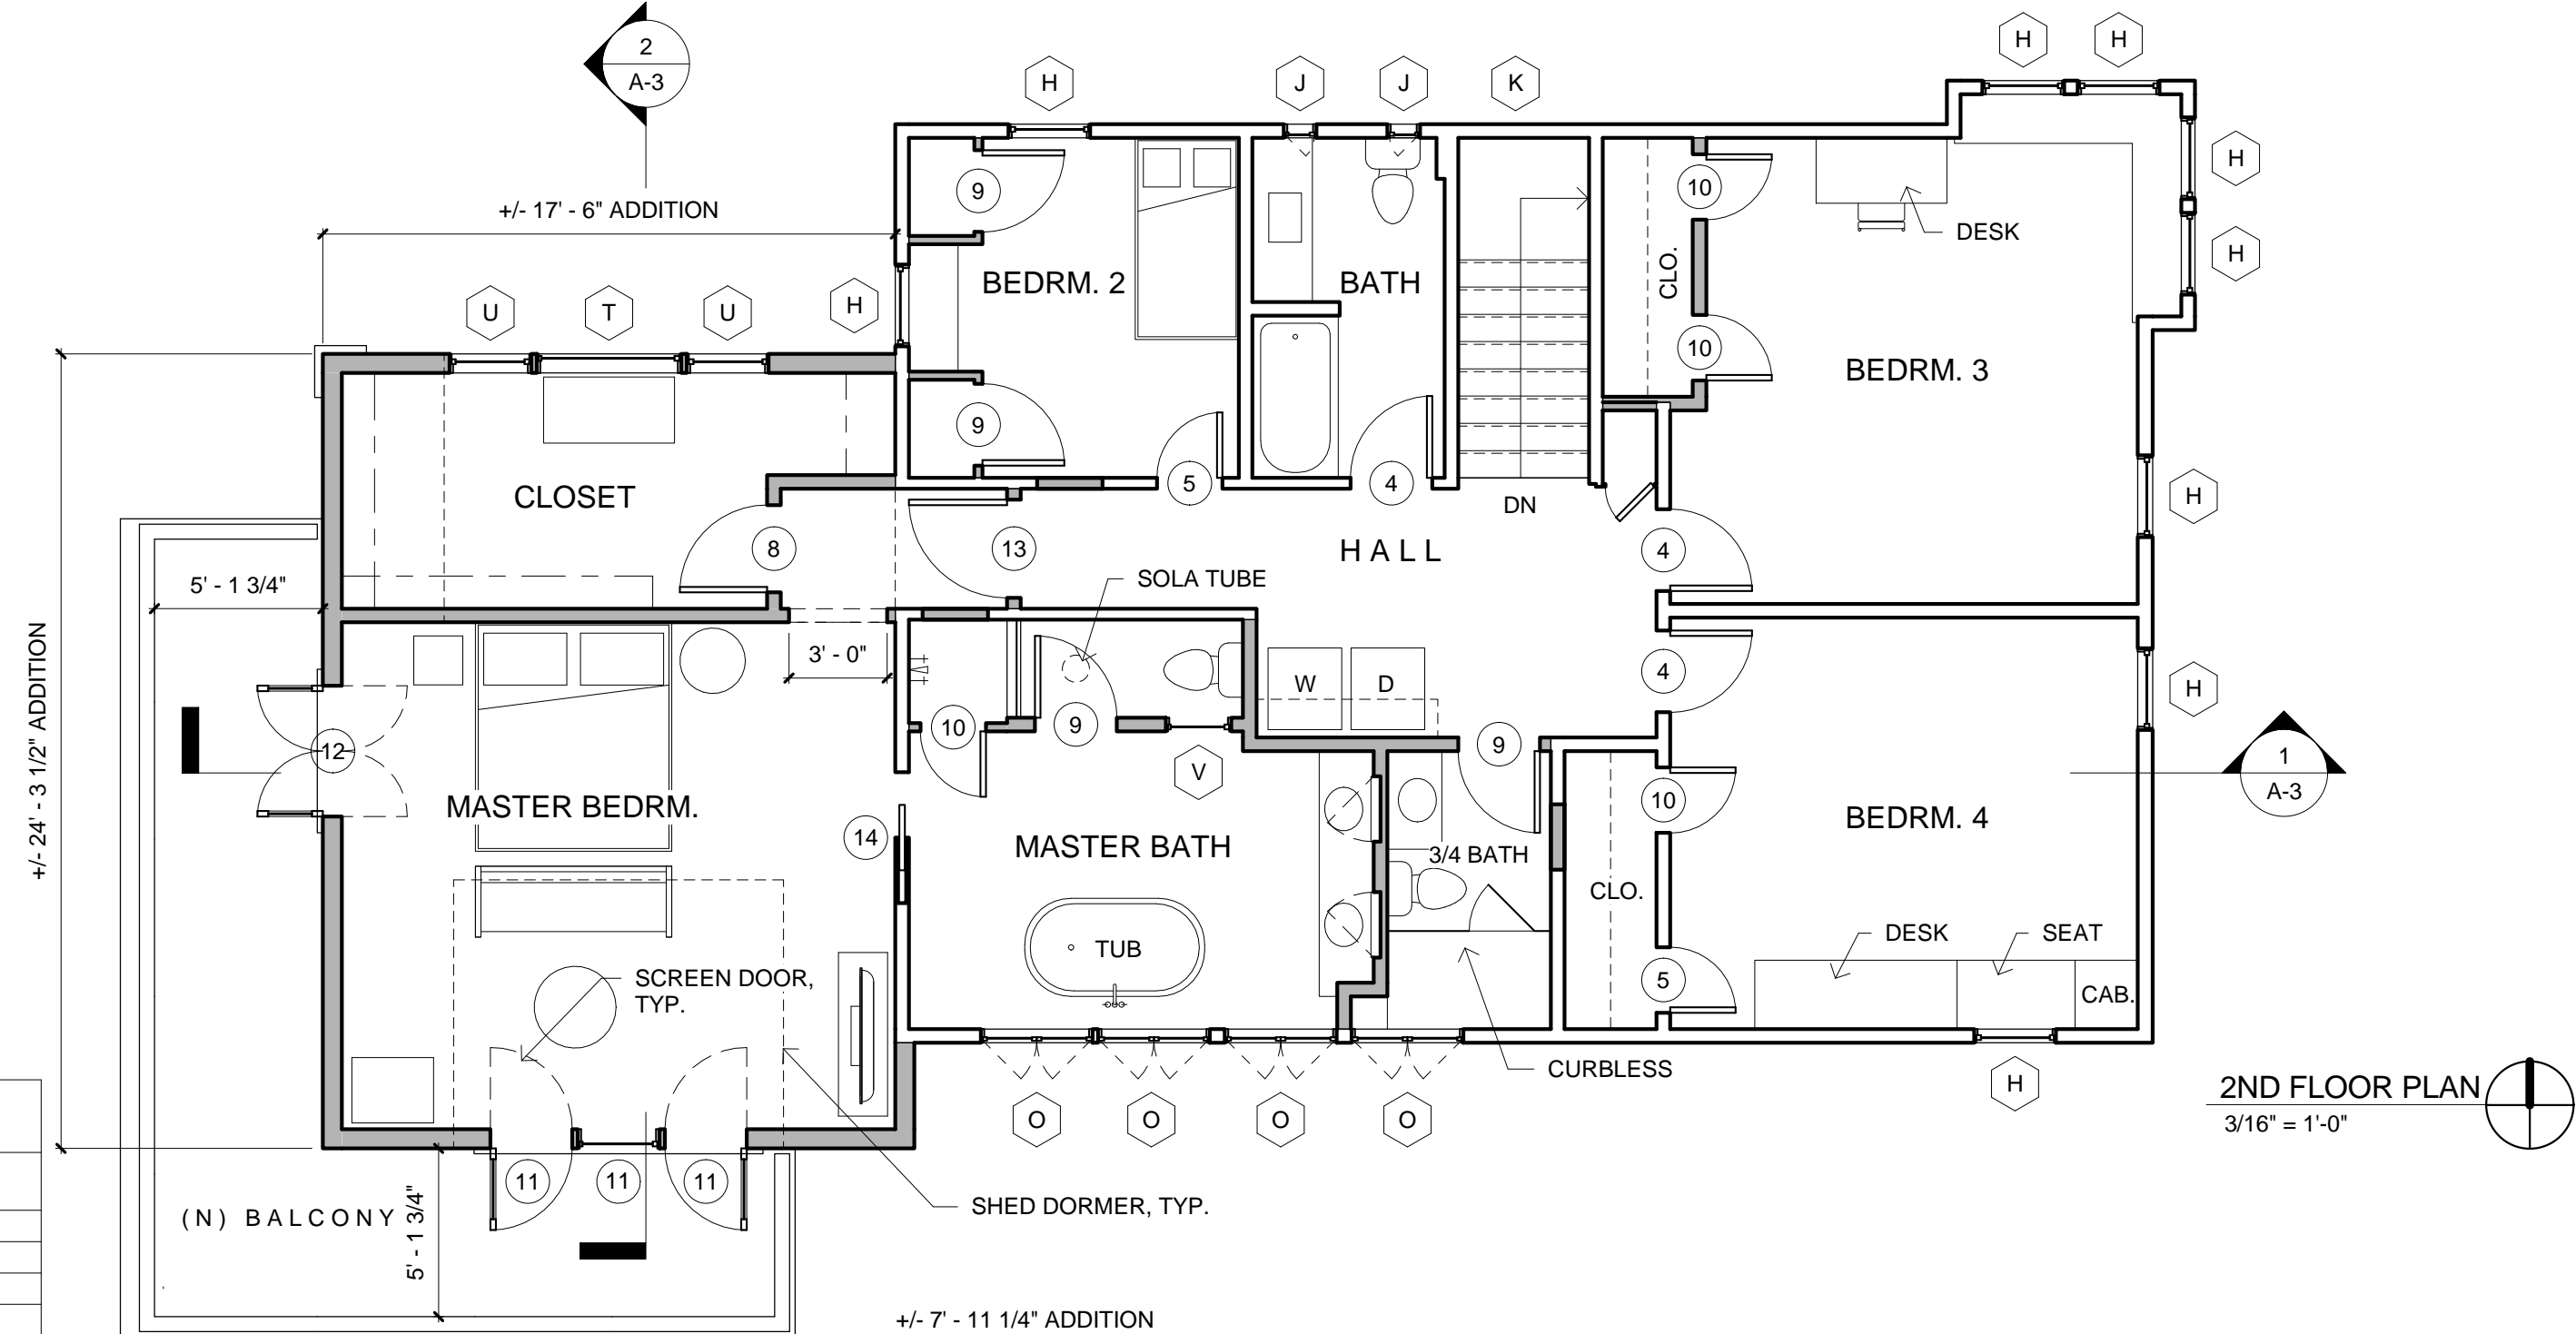 2
A-3
H
H
H
J
J
K
H
H
+/- 17' - 6" ADDITION
U
T
U
H
9
BEDRM. 2
BATH
CLO.
10
10
DESK
BEDRM. 3
9
5
4
DN
CLOSET
8
13
HALL
4
H
5' - 1 3/4"
SOLA TUBE
+/- 24' - 3 1/2" ADDITION
3' - 0"
W
D
4
H
12
10
9
V
9
1
A-3
MASTER BEDRM.
14
MASTER BATH
3/4 BATH
10
BEDRM. 4
CLO.
TUB
DESK
SEAT
5
CAB.
SCREEN DOOR,
TYP.
CURBLESS
O
O
O
O
H
2ND FLOOR PLAN
3/16" = 1'-0"
11
11
11
(N) BALCONY
5' - 1 3/4"
SHED DORMER, TYP.
+/- 7' - 11 1/4" ADDITION